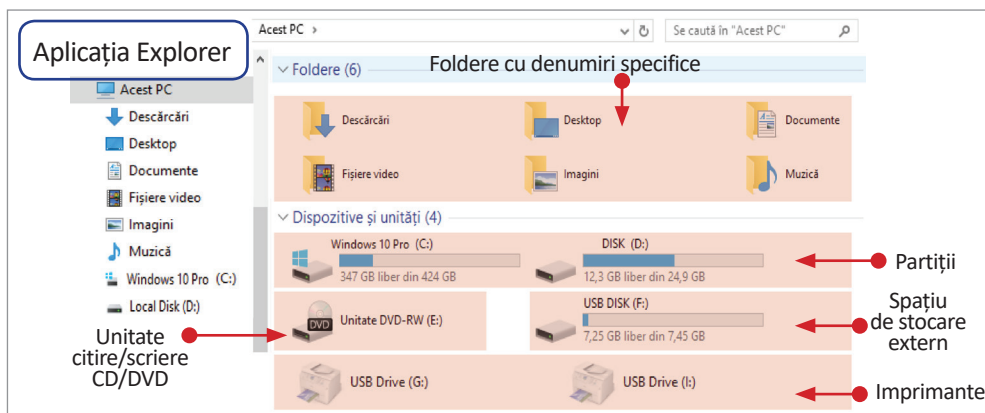 Aplicația Explorer
Acest PC >
Se caută în "Acest PC"
Acest PC
Descărcări
Desktop
Documente
Fișiere video
Imagini
Muzică
Windows 10 Pro (C:)
Local Disk (D:)
Foldere (6)
Foldere cu denumiri specifice
Descărcări
Desktop
Documente
Fișiere video
Imagini
Muzică
Dispozitive și unități (4)
Windows 10 Pro (C:)
347 GB liber din 424 GB
DISK (D:)
12,3 GB liber din 24,9 GB
Partiții
DVD
Unitate DVD-RW (E:)
USB DISK (F:)
7,25 GB liber din 7,45 GB
Spațiu
de stocare
extern
Unitate
citire/scriere
CD/DVD
USB Drive (G:)
USB Drive (I:)
Imprimante